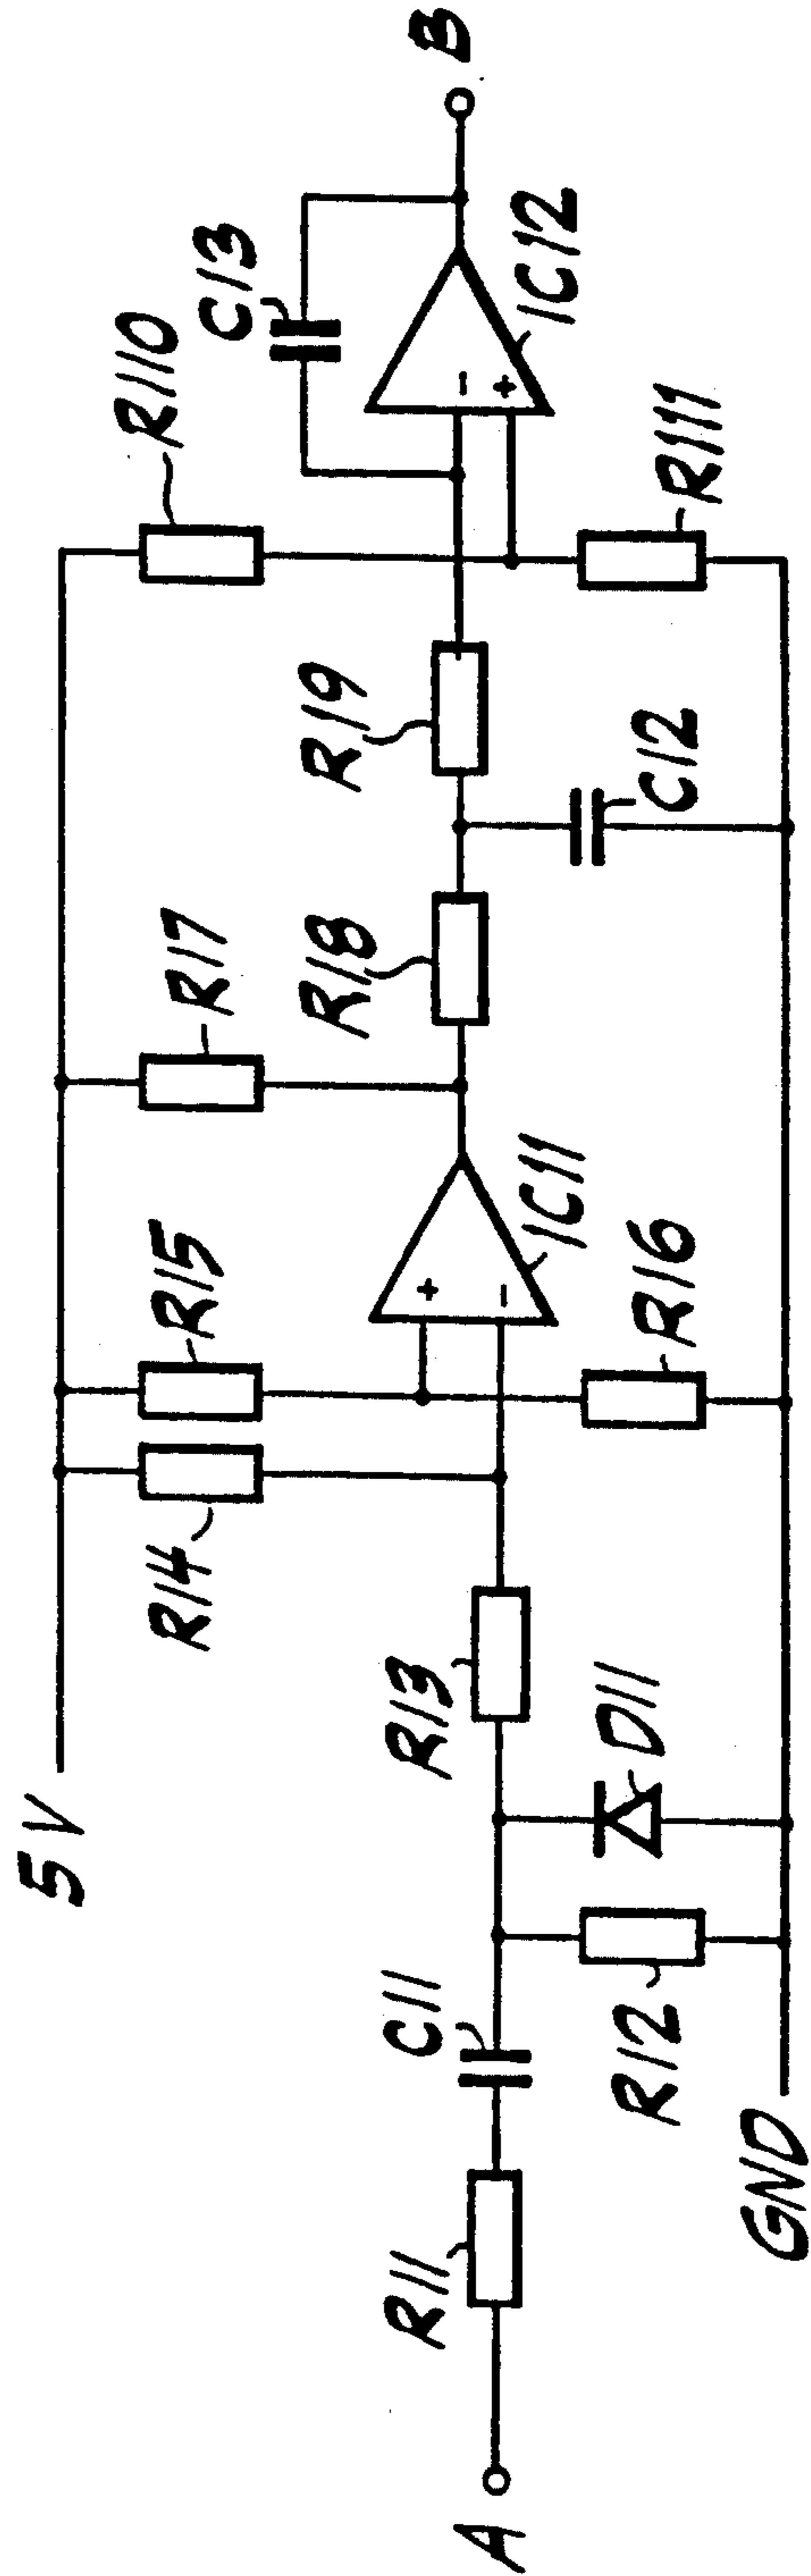 5V
R14
R15
R17
R110
C13
B
A
R11
C11
R13
+
-
IC11
R18
R19
-
+
IC12
R12
D11
R16
C12
R111
GND